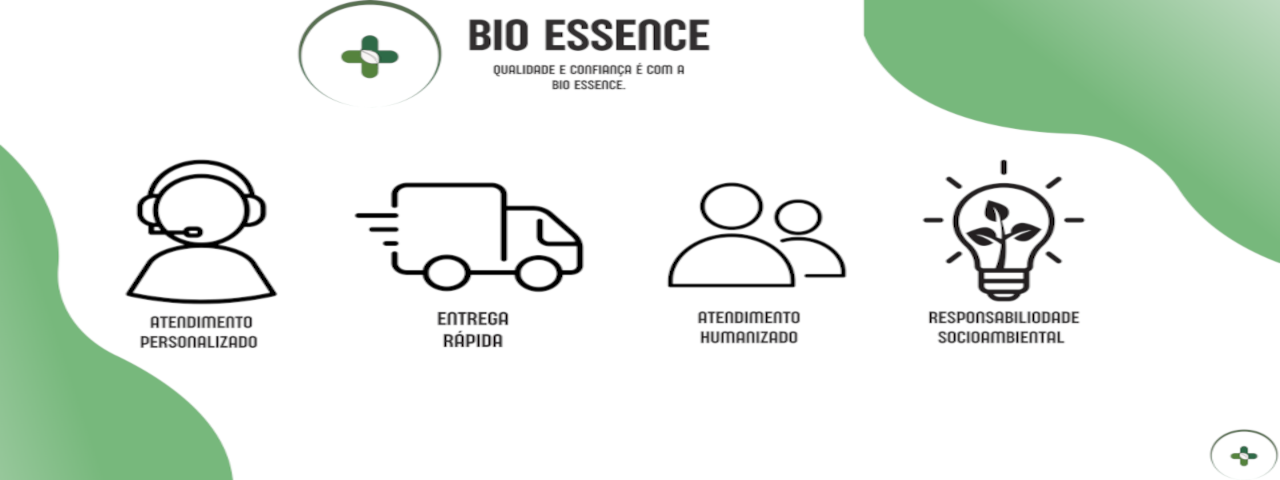 BIO ESSENCE
QUALIDADE E CONFIANÇA É COM A
BIO ESSENCE.
ATENDIMENTO
PERSONALIZADO
ENTREGA
RÁPIDA
ATENDIMENTO
HUMANIZADO
RESPONSABILIODADE
SOCIOAMBIENTAL